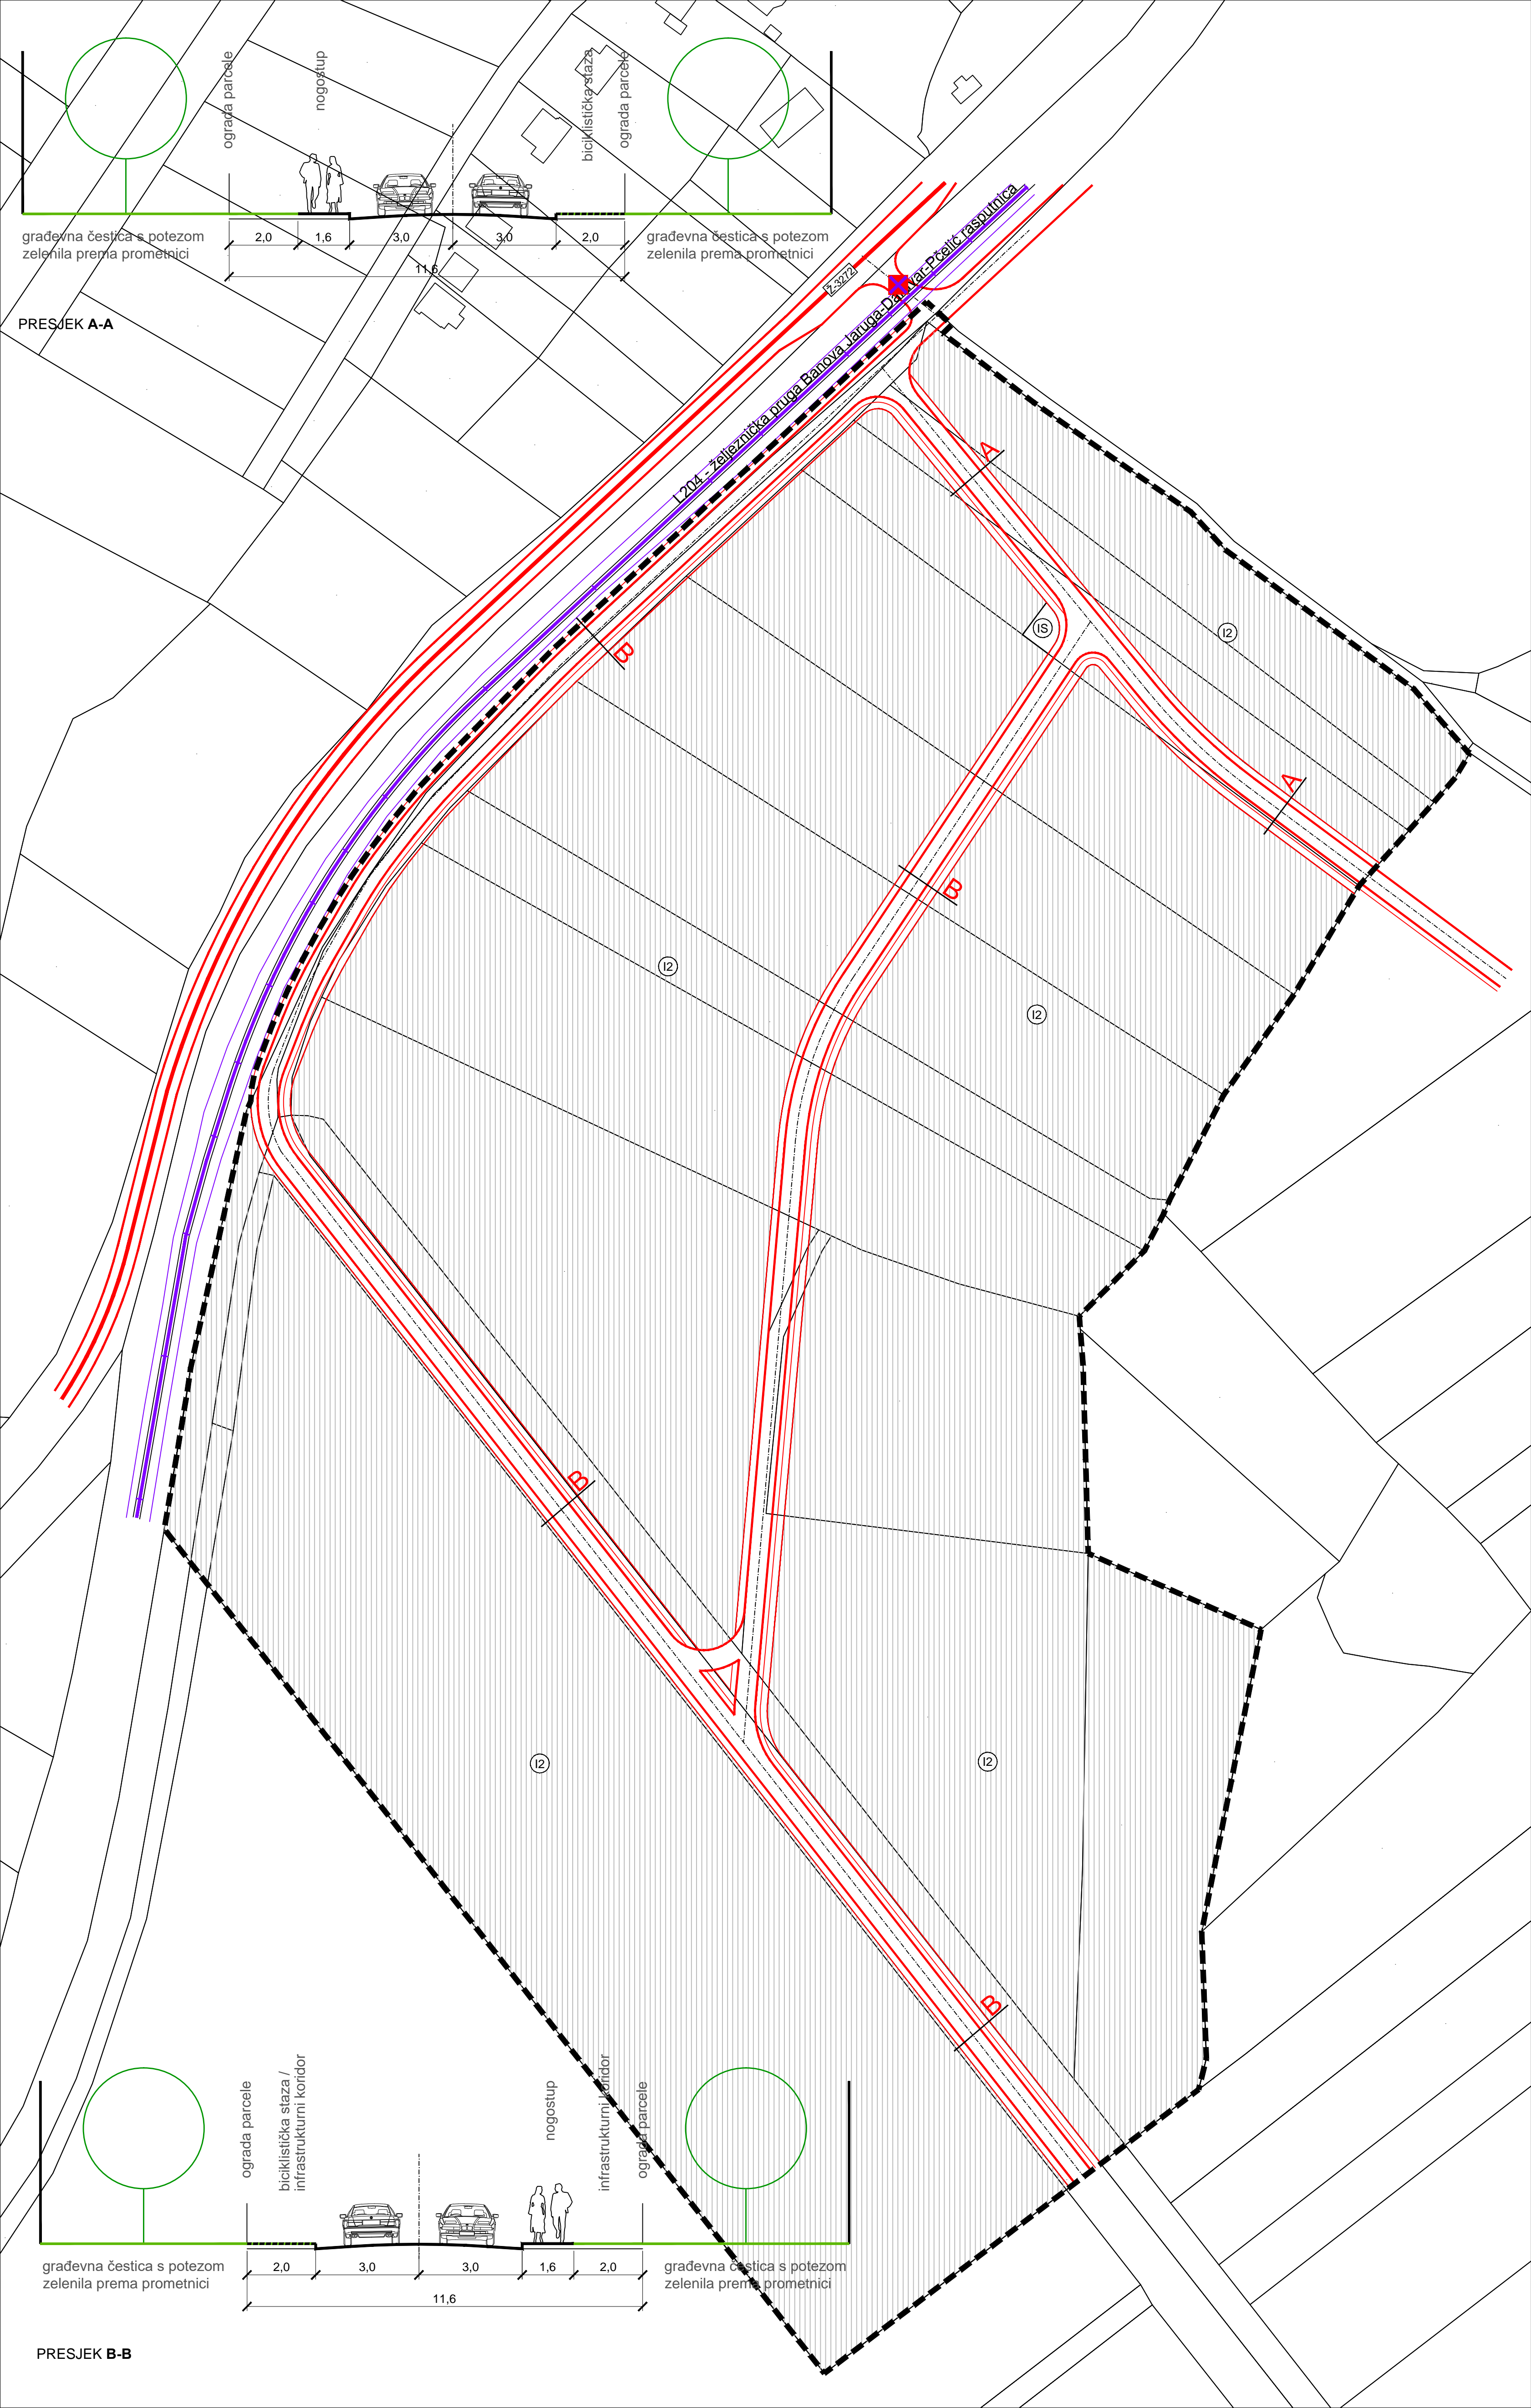 ograda parcele
nogostup
biciklistička staza
ograda parcele
građevna čestica s potezom
zelenila prema prometnici
2,0
1,6
3,0
3,0
2,0
11,6
građevna čestica s potezom
zelenila prema prometnici
PRESJEK A-A
Ž-3272
L204 - željeznička pruga Banova Jaruga-Daruvar-Pčelić rasputnica
A
IS
I2
B
A
B
I2
I2
B
I2
I2
B
ograda parcele
biciklistička staza /
infrastrukturni koridor
nogostup
infrastrukturni koridor
ograda parcele
građevna čestica s potezom
zelenila prema prometnici
2,0
3,0
3,0
1,6
2,0
11,6
građevna čestica s potezom
zelenila prema prometnici
PRESJEK B-B